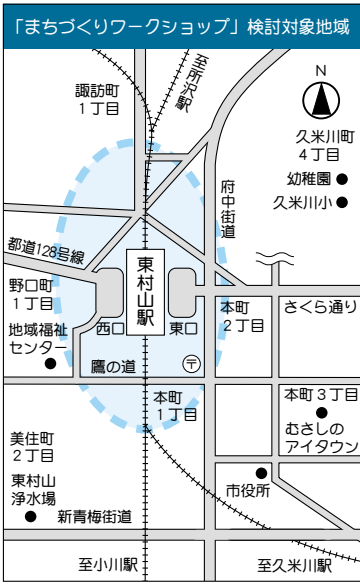 「まちづくりワークショップ」検討対象地域
至所沢駅
諏訪町
1丁目
N
久米川町
4丁目
幼稚園
久米川小
府中街道
都道128号線
東村山駅
野口町
1丁目
西口
東口
本町
2丁目
さくら通り
地域福祉
センター
鷹の道
〒
本町
1丁目
本町3丁目
むさしの
アイタウン
美住町
2丁目
東村山
浄水場
市役所
新青梅街道
至小川駅
至久米川駅